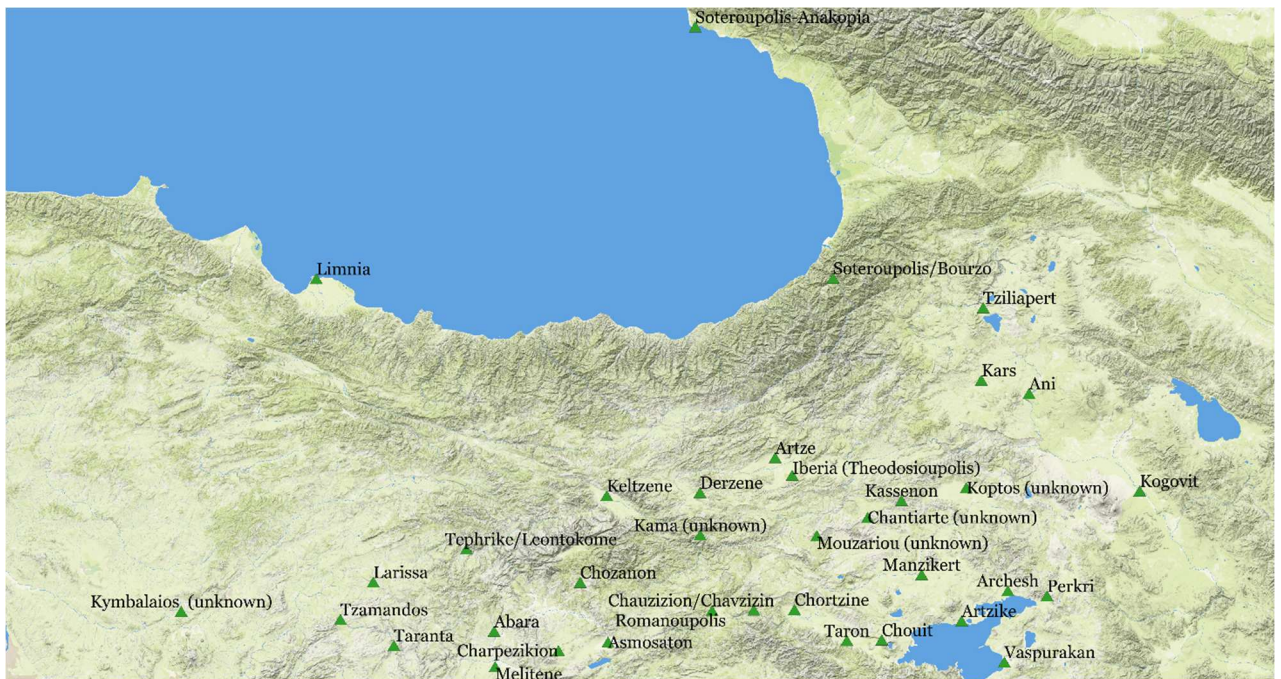 Soteroupolis-Anakopia
Limnia
Soteroupolis/Bourzo
Tziliapert
Kars
Ani
Artze
Iberia (Theodosioupolis)
Keltzene
Derzene
Kassenon
Koptos (unknown)
Kogovit
Kama (unknown)
Chantiarte (unknown)
Tephrike/Leontokome
Mouzariou (unknown)
Larissa
Chozanon
Manzikert
Archesh
Perkri
Kymbalaios (unknown)
Tzamandos
Chauzizion/Chavzizin
Chortzine
Artzike
Abara
Romanoupolis
Taranta
Taron
Chouit
Charpezikion
Asmosaton
Vaspurakan
Melitene